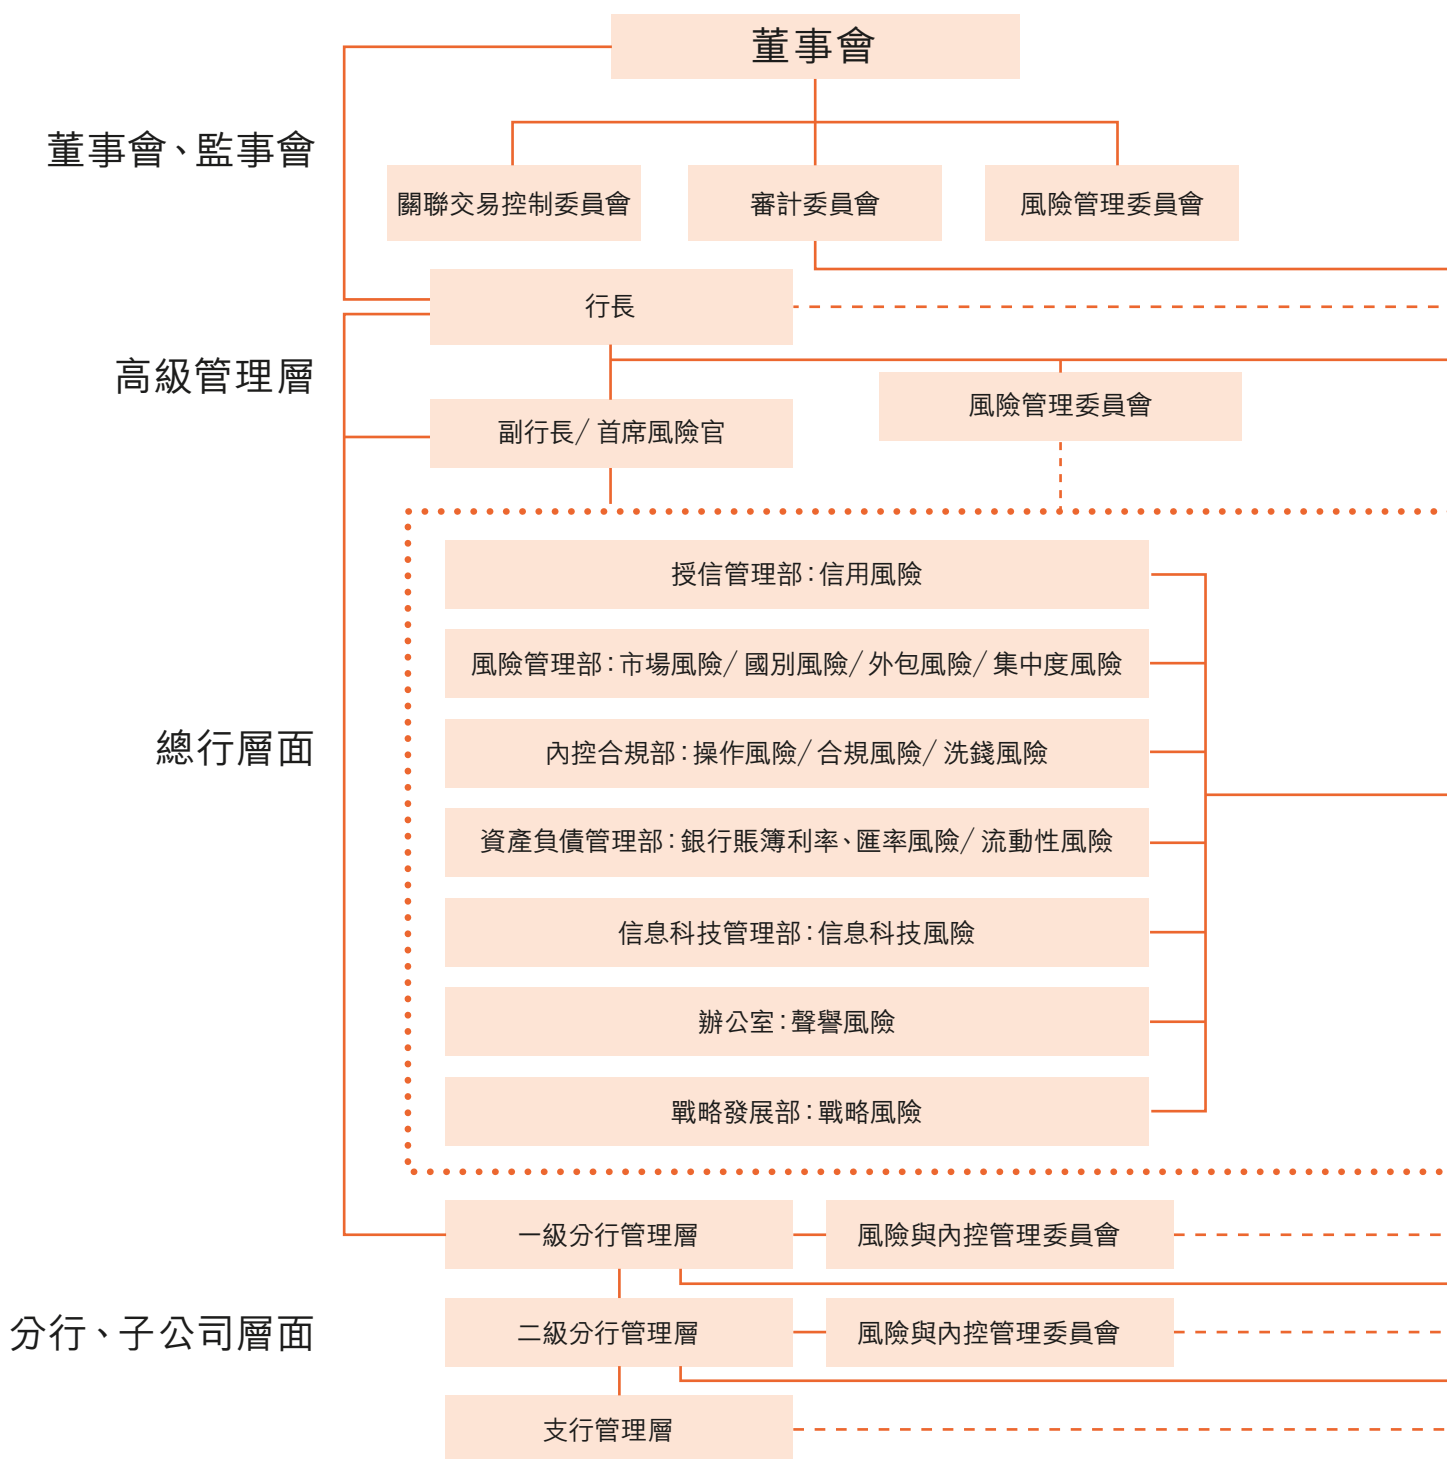 董事會
董事會、監事會
關聯交易控制委員會
審計委員會
風險管理委員會
行長
高級管理層
風險管理委員會
副行長/首席風險官
授信管理部:信用風險
風險管理部:市場風險/國別風險/外包風險/集中度風險
內控合規部:操作風險/合規風險/洗錢風險
總行層面
資產負債管理部:銀行賬簿利率、匯率風險/流動性風險
信息科技管理部:信息科技風險
辦公室:聲譽風險
戰略發展部:戰略風險
一級分行管理層
風險與內控管理委員會
分行、子公司層面
二級分行管理層
風險與內控管理委員會
支行管理層